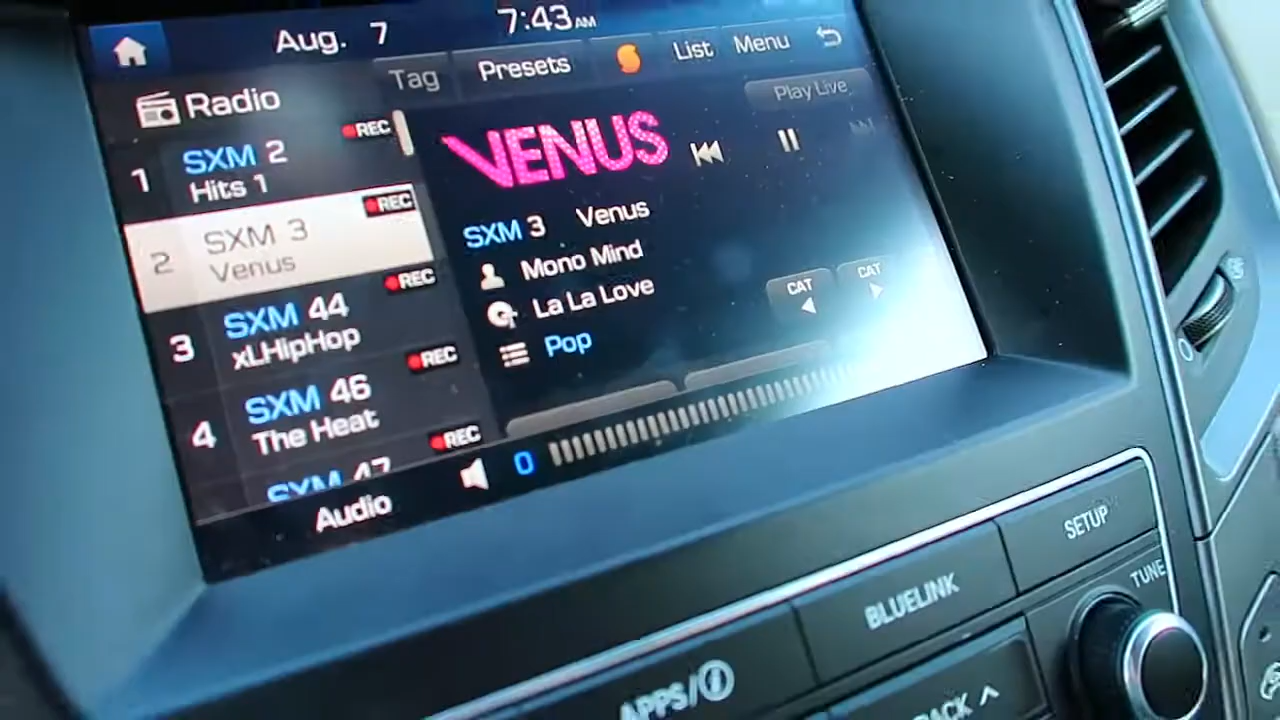 Aug. 7
7:43 AM
Tag
Presets
List
Menu
Radio
Play Live
1
SXM 2
REC
Hits 1
VENUS
2
SXM 3
REC
Venus
SXM 3 Venus
Mono Mind
La La Love
Pop
CAT
CAT
3
SXM 44
REC
xLHipHop
4
SXM 46
REC
The Heat
SXM 47
REC
0
Audio
SETUP
TUNE
BLUELINK
APPS/i